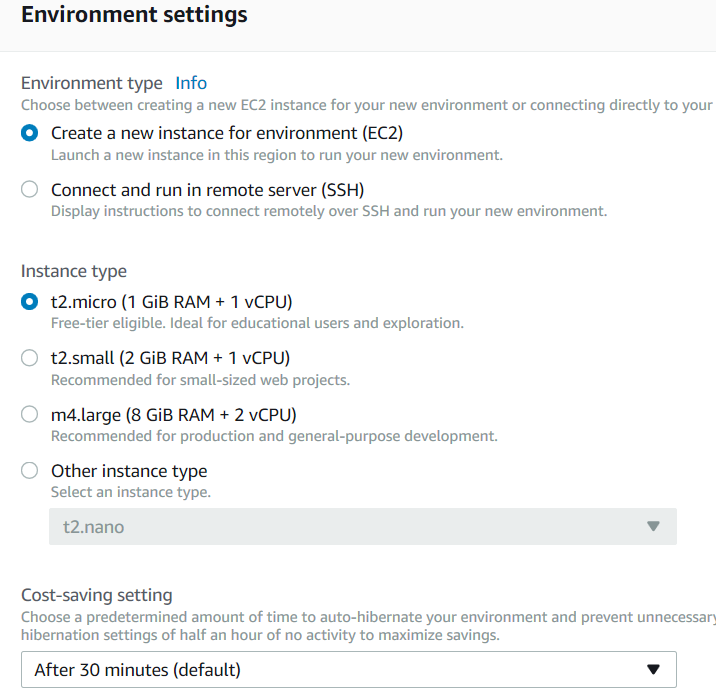 Environment settings
Environment type Info
Choose between creating a new EC2 instance for your new environment or connecting directly to your
Create a new instance for environment (EC2)
Launch a new instance in this region to run your new environment.
Connect and run in remote server (SSH)
Display instructions to connect remotely over SSH and run your new environment.
Instance type
t2.micro (1 GiB RAM + 1 vCPU)
Free-tier eligible. Ideal for educational users and exploration.
t2.small (2 GiB RAM + 1 vCPU)
Recommended for small-sized web projects.
m4.large (8 GiB RAM + 2 vCPU)
Recommended for production and general-purpose development.
Other instance type
Select an instance type.
t2.nano
Cost-saving setting
Choose a predetermined amount of time to auto-hibernate your environment and prevent unnecessary
hibernation settings of half an hour of no activity to maximize savings.
After 30 minutes (default)